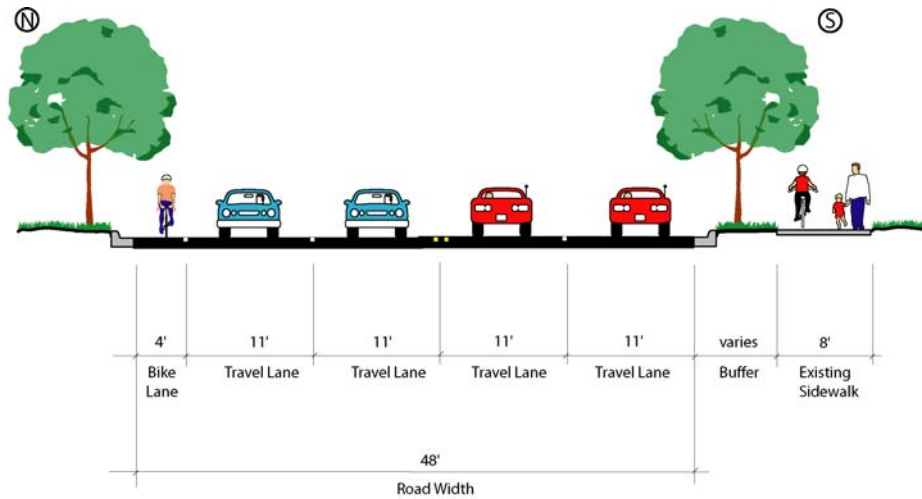 N S
4' 11' 11' 11' 11' varies 8'
Bike Travel Lane Travel Lane Travel Lane Travel Lane Buffer Existing
Lane Sidewalk
48'
Road Width